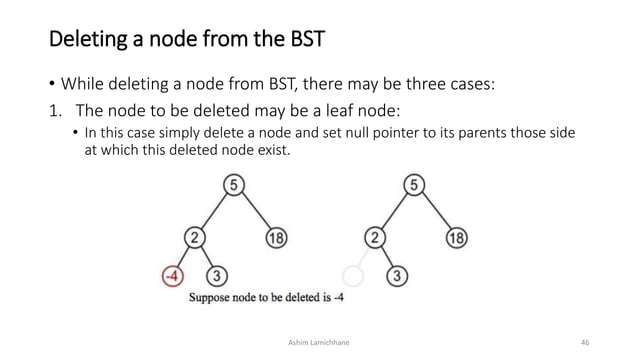 Deleting a node from the BST
• While deleting a node from BST, there may be three cases:
1. The node to be deleted may be a leaf node:
• In this case simply delete a node and set null pointer to its parents those side
at which this deleted node exist.
5 5
2 18 2 18
-4 3 3
Suppose node to be deleted is -4
Ashim Lamichhane 46